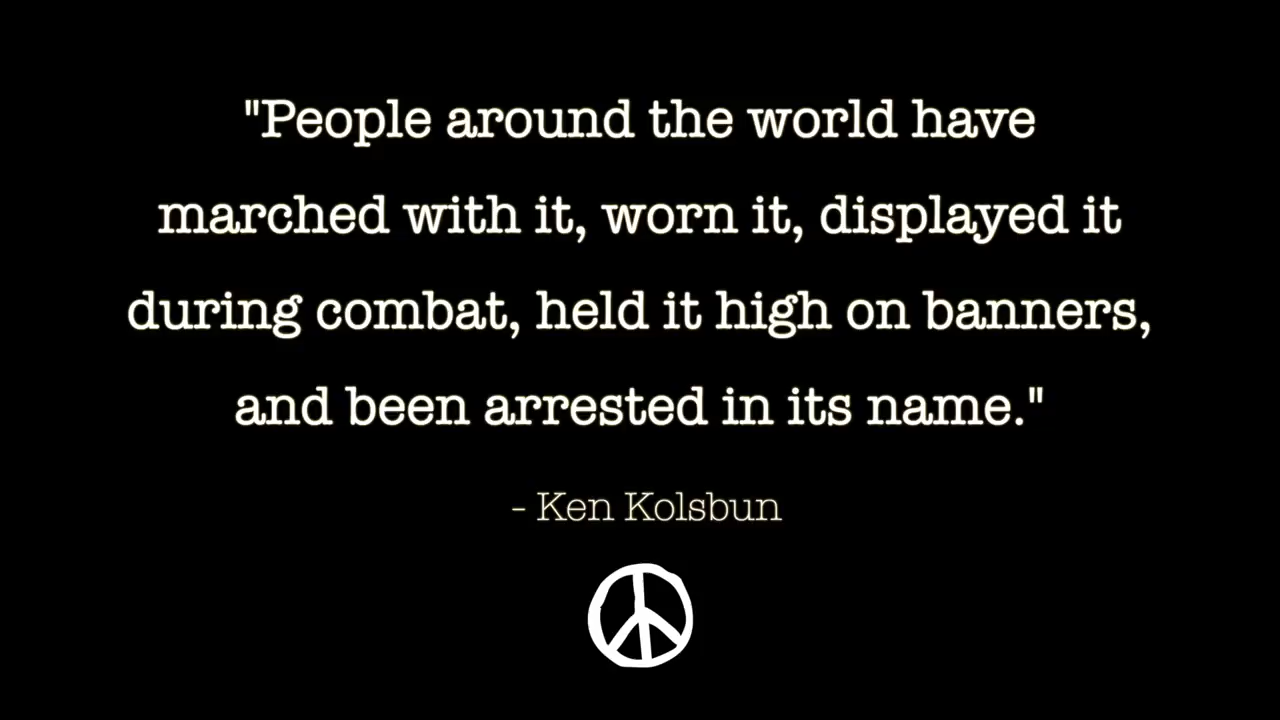 "People around the world have
marched with it, worn it, displayed it
during combat, held it high on banners,
and been arrested in its name."
- Ken Kolsbun